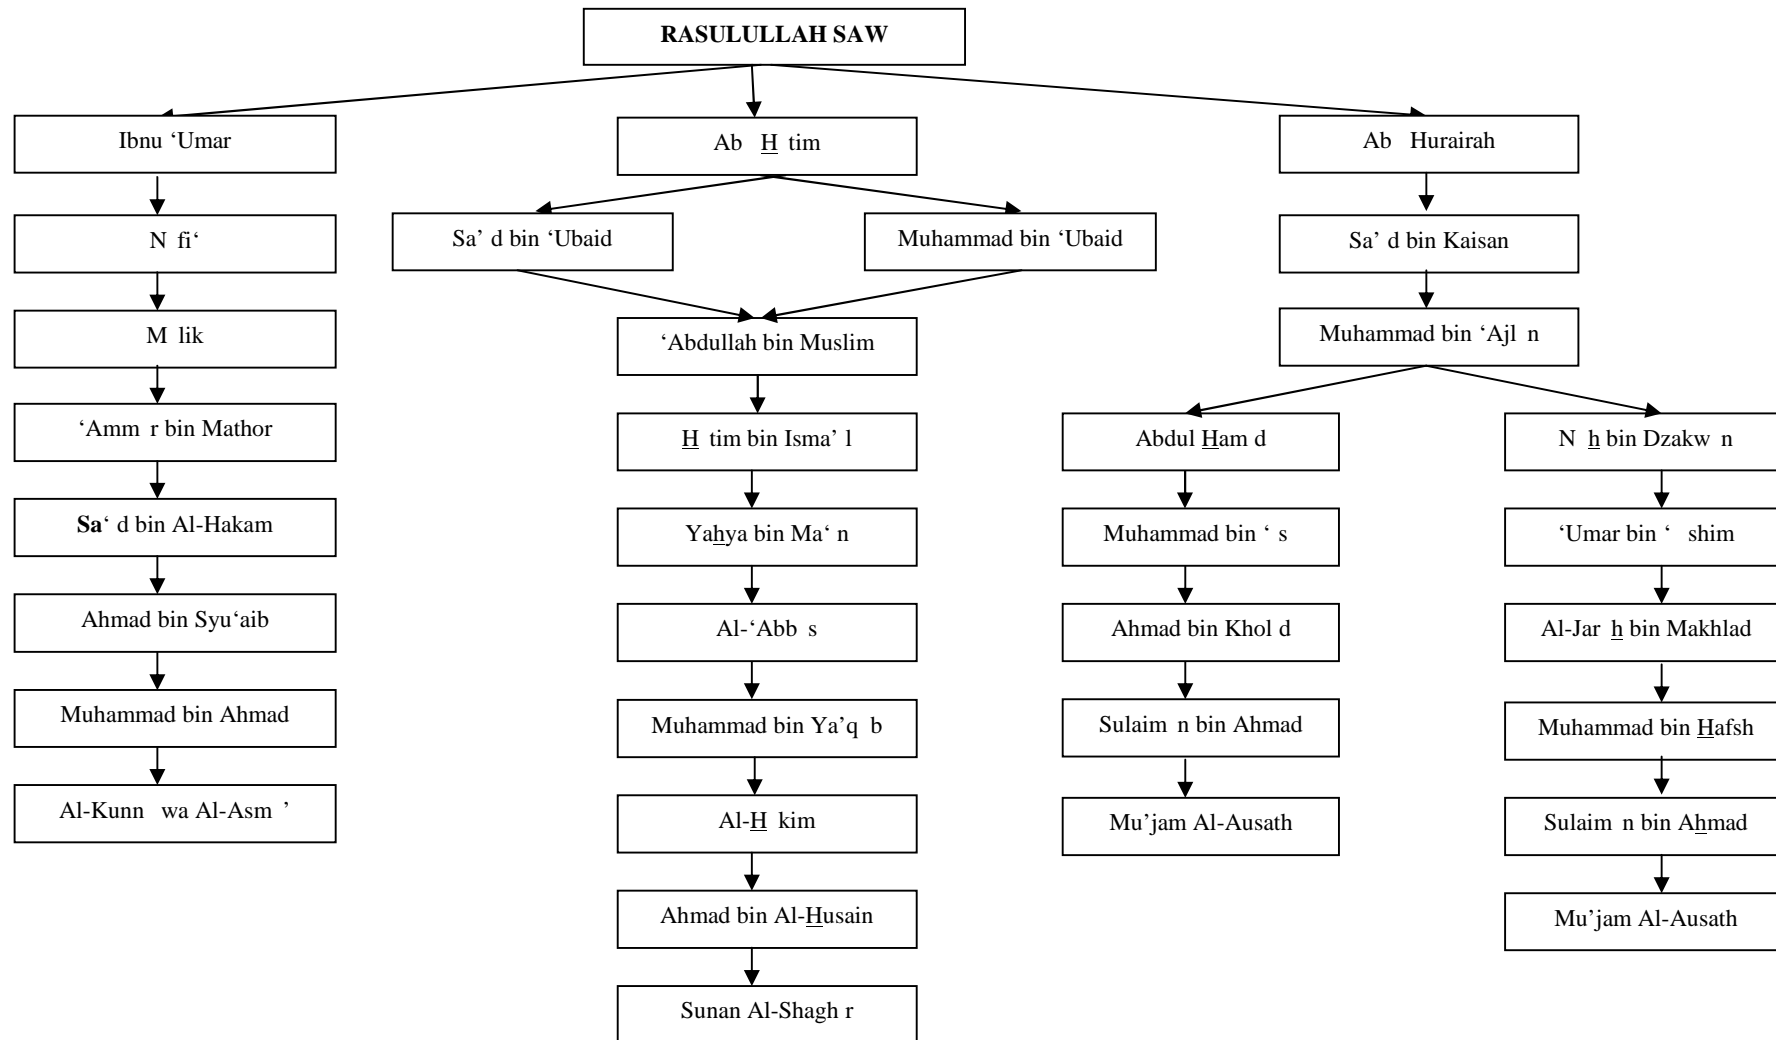 RASULULLAH SAW
Ibnu ‘Umar
Ab H tim
Ab Hurairah
N fi‘
Sa’ d bin ‘Ubaid
Muhammad bin ‘Ubaid
Sa’ d bin Kaisan
M lik
‘Abdullah bin Muslim
Muhammad bin ‘Ajl n
‘Amm r bin Mathor
H tim bin Isma’ l
Abdul Ham d
N h bin Dzakw n
Sa‘ d bin Al-Hakam
Yahya bin Ma‘ n
Muhammad bin ‘ s
‘Umar bin ‘ shim
Ahmad bin Syu‘aib
Al-‘Abb s
Ahmad bin Khol d
Al-Jar h bin Makhlad
Muhammad bin Ahmad
Muhammad bin Ya’q b
Sulaim n bin Ahmad
Muhammad bin Hafsh
Al-Kunn wa Al-Asm ’
Al-H kim
Mu’jam Al-Ausath
Sulaim n bin Ahmad
Ahmad bin Al-Husain
Mu’jam Al-Ausath
Sunan Al-Shagh r